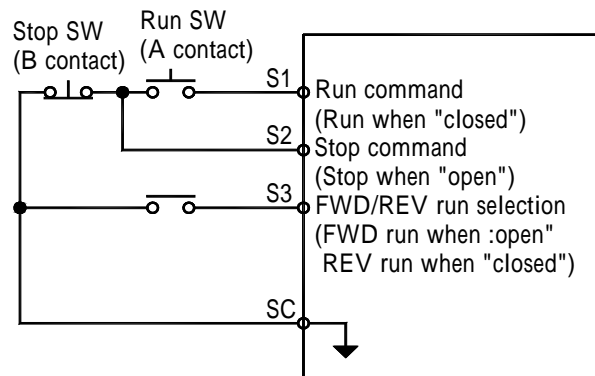 Stop SW
(B contact)
Run SW
(A contact)
S1
Run command
(Run when "closed")
S2
Stop command
(Stop when "open")
S3
FWD/REV run selection
(FWD run when :open"
REV run when "closed")
SC